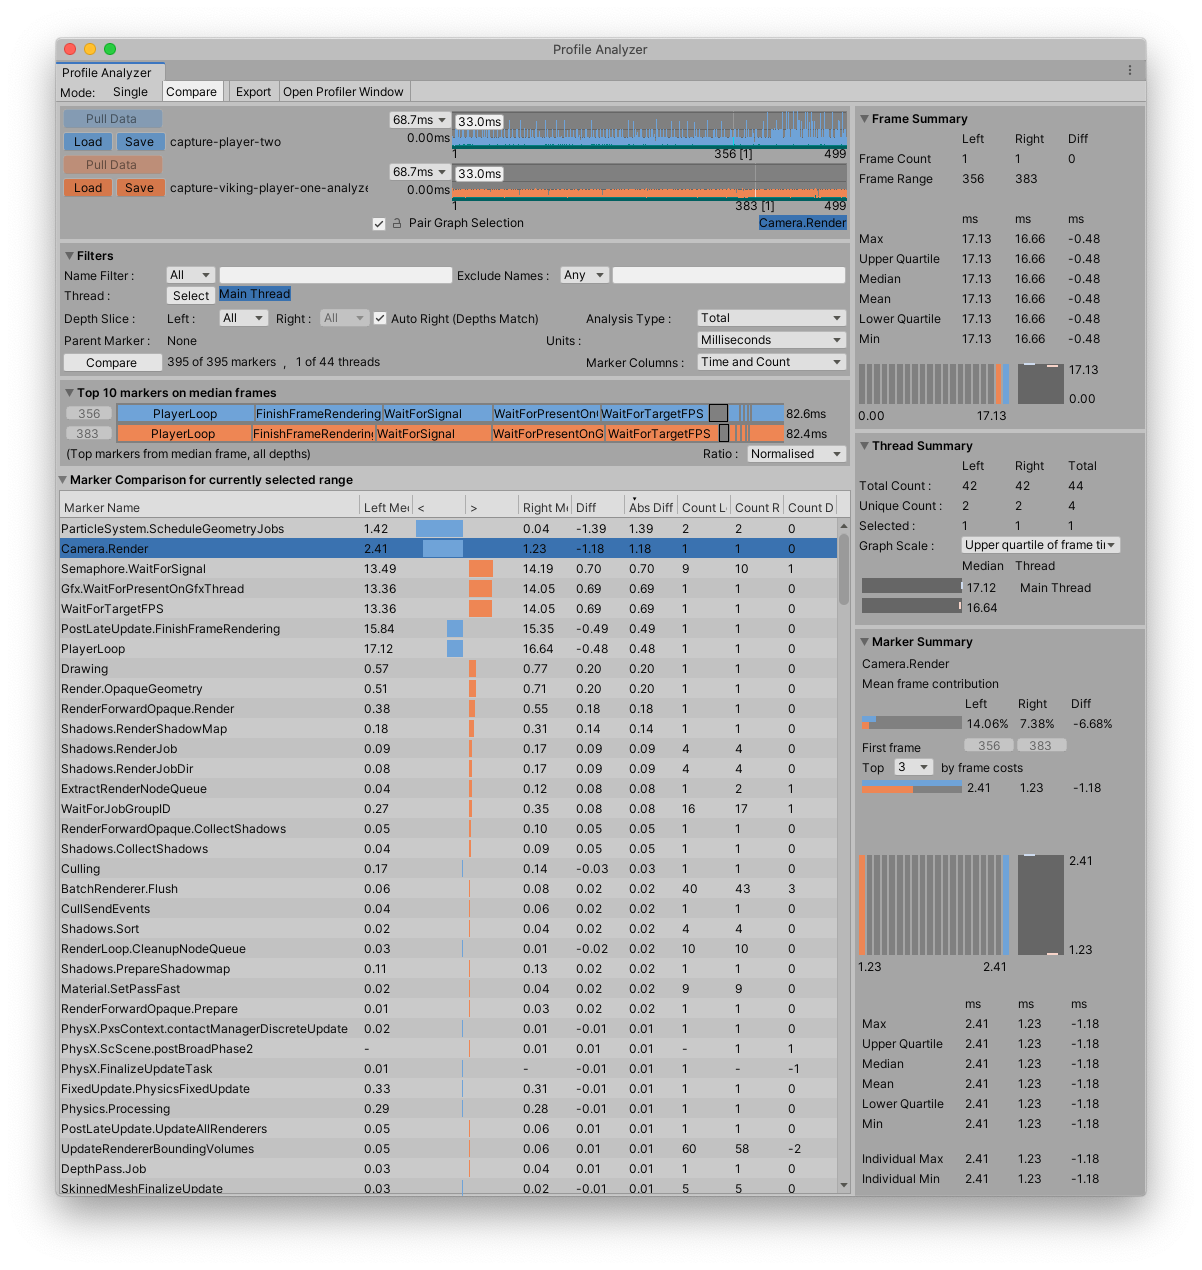 Profile Analyzer
Profile Analyzer
Mode: Single Compare Export Open Profiler Window
Pull Data
Load Save capture-player-two
Pull Data
Load Save capture-viking-player-one-analyze
68.7ms 33.0ms
0.00ms
1 356 [1] 499
68.7ms 33.0ms
0.00ms
1 383 [1] 499
Pair Graph Selection Camera.Render
Filters
Name Filter : All Exclude Names : Any
Thread : Select Main Thread
Depth Slice : Left : All Right : All Auto Right (Depths Match) Analysis Type : Total
Parent Marker : None Units : Milliseconds
Compare 395 of 395 markers , 1 of 44 threads Marker Columns : Time and Count
Top 10 markers on median frames
356 PlayerLoop FinishFrameRendering WaitForSignal WaitForPresentOn WaitForTargetFPS 82.6ms
383 PlayerLoop FinishFrameRenderin WaitForSignal WaitForPresentOnG WaitForTargetFPS 82.4ms
(Top markers from median frame, all depths) Ratio : Normalised
Marker Comparison for currently selected range
Marker Name Left Me < > Right M Diff Abs Diff Count L Count R Count D
ParticleSystem.ScheduleGeometryJobs 1.42 0.04 -1.39 1.39 2 2 0
Camera.Render 2.41 1.23 -1.18 1.18 1 1 0
Semaphore.WaitForSignal 13.49 14.19 0.70 0.70 9 10 1
Gfx.WaitForPresentOnGfxThread 13.36 14.05 0.69 0.69 1 1 0
WaitForTargetFPS 13.36 14.05 0.69 0.69 1 1 0
PostLateUpdate.FinishFrameRendering 15.84 15.35 -0.49 0.49 1 1 0
PlayerLoop 17.12 16.64 -0.48 0.48 1 1 0
Drawing 0.57 0.77 0.20 0.20 1 1 0
Render.OpaqueGeometry 0.51 0.71 0.20 0.20 1 1 0
RenderForwardOpaque.Render 0.38 0.55 0.18 0.18 1 1 0
Shadows.RenderShadowMap 0.18 0.31 0.14 0.14 1 1 0
Shadows.RenderJob 0.09 0.17 0.09 0.09 4 4 0
Shadows.RenderJobDir 0.08 0.17 0.09 0.09 4 4 0
ExtractRenderNodeQueue 0.04 0.12 0.08 0.08 1 2 1
WaitForJobGroupID 0.27 0.35 0.08 0.08 16 17 1
RenderForwardOpaque.CollectShadows 0.05 0.10 0.05 0.05 1 1 0
Shadows.CollectShadows 0.04 0.09 0.05 0.05 1 1 0
Culling 0.17 0.14 -0.03 0.03 1 1 0
BatchRenderer.Flush 0.06 0.08 0.02 0.02 40 43 3
CullSendEvents 0.04 0.06 0.02 0.02 1 1 0
Shadows.Sort 0.02 0.04 0.02 0.02 4 4 0
RenderLoop.CleanupNodeQueue 0.03 0.01 -0.02 0.02 10 10 0
Shadows.PrepareShadowmap 0.11 0.13 0.02 0.02 1 1 0
Material.SetPassFast 0.02 0.04 0.02 0.02 9 9 0
RenderForwardOpaque.Prepare 0.01 0.03 0.02 0.02 1 1 0
PhysX.PxsContext.contactManagerDiscreteUpdate 0.02 0.01 -0.01 0.01 1 1 0
PhysX.ScScene.postBroadPhase2 - 0.01 0.01 0.01 - 1 1
PhysX.FinalizeUpdateTask 0.01 - -0.01 0.01 1 - -1
FixedUpdate.PhysicsFixedUpdate 0.33 0.31 -0.01 0.01 1 1 0
Physics.Processing 0.29 0.28 -0.01 0.01 1 1 0
PostLateUpdate.UpdateAllRenderers 0.05 0.06 0.01 0.01 1 1 0
UpdateRendererBoundingVolumes 0.05 0.06 0.01 0.01 60 58 -2
DepthPass.Job 0.03 0.04 0.01 0.01 1 1 0
SkinnedMeshFinalizeUpdate 0.03 0.02 -0.01 0.01 5 5 0
Frame Summary
Left Right Diff
Frame Count 1 1 0
Frame Range 356 383
ms ms ms
Max 17.13 16.66 -0.48
Upper Quartile 17.13 16.66 -0.48
Median 17.13 16.66 -0.48
Mean 17.13 16.66 -0.48
Lower Quartile 17.13 16.66 -0.48
Min 17.13 16.66 -0.48
17.13
0.00
0.00 17.13
Thread Summary
Left Right Total
Total Count : 42 42 44
Unique Count : 2 2 4
Selected : 1 1 1
Graph Scale : Upper quartile of frame tir
Median Thread
17.12 Main Thread
16.64
Marker Summary
Camera.Render
Mean frame contribution
Left Right Diff
14.06% 7.38% -6.68%
First frame 356 383
Top 3 by frame costs
2.41 1.23 -1.18
2.41
1.23
1.23 2.41
ms ms ms
Max 2.41 1.23 -1.18
Upper Quartile 2.41 1.23 -1.18
Median 2.41 1.23 -1.18
Mean 2.41 1.23 -1.18
Lower Quartile 2.41 1.23 -1.18
Min 2.41 1.23 -1.18
Individual Max 2.41 1.23 -1.18
Individual Min 2.41 1.23 -1.18